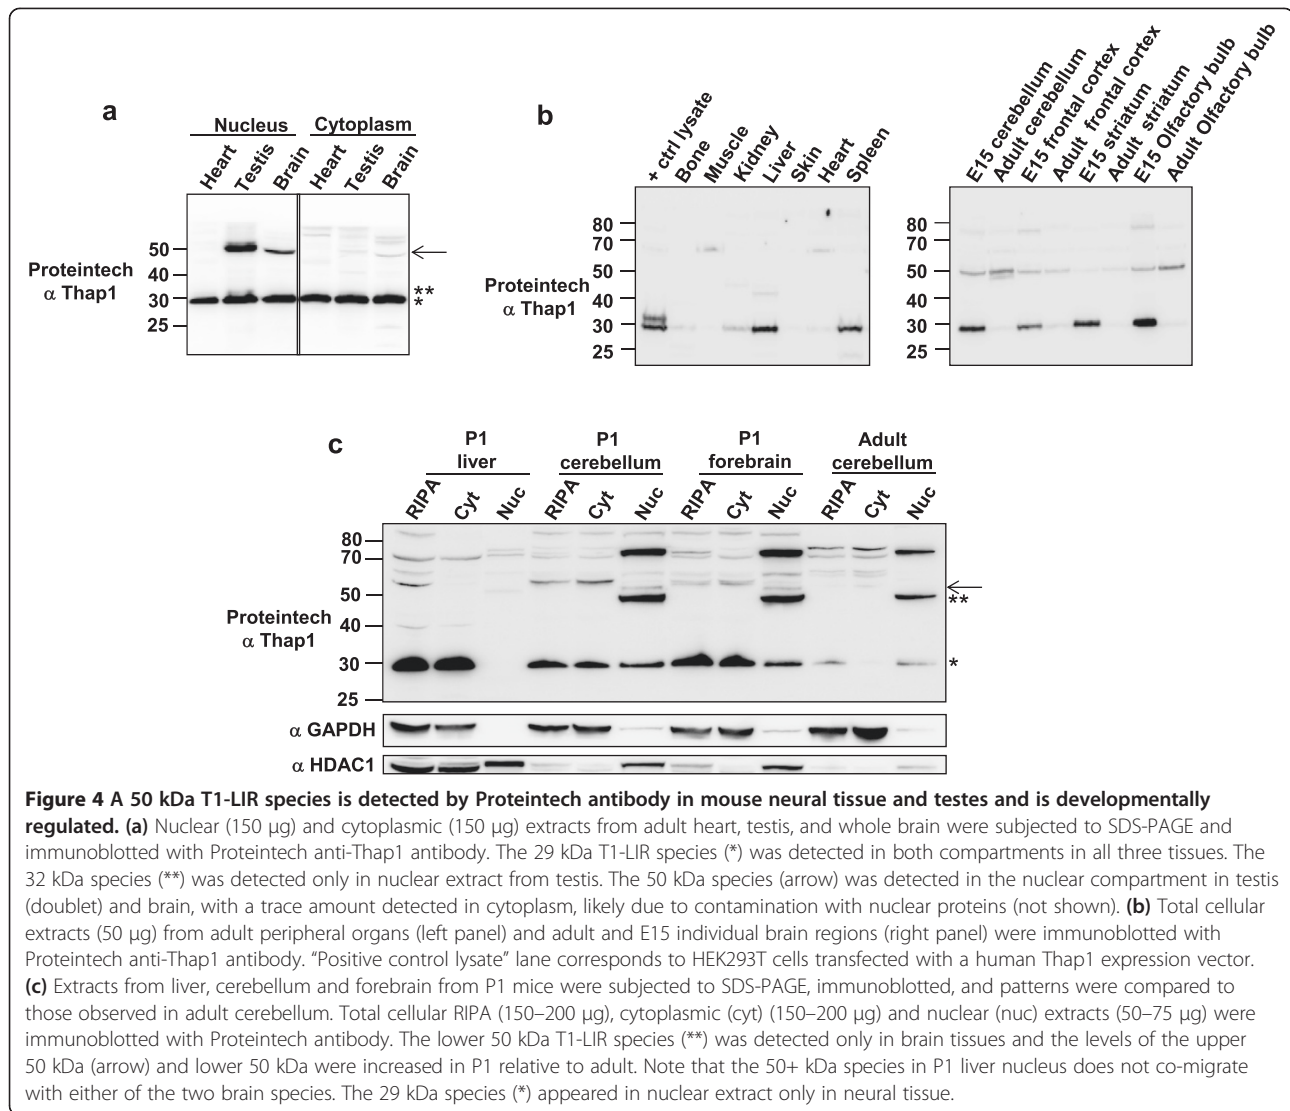 a
Nucleus Cytoplasm
Heart Testis Brain Heart Testis Brain
50
40
30
25
Proteintech
α Thap1
**
*
b
+ ctrl lysate Bone Muscle Kidney Liver Skin Heart Spleen
80
70
50
40
30
25
Proteintech
α Thap1
E15 cerebellum Adult cerebellum E15 frontal cortex Adult frontal cortex E15 striatum Adult striatum E15 Olfactory bulb Adult Olfactory bulb
80
70
50
40
30
25
c
P1 liver P1 cerebellum P1 forebrain Adult cerebellum
RIPA Cyt Nuc RIPA Cyt Nuc RIPA Cyt Nuc RIPA Cyt Nuc
80
70
50
40
30
25
Proteintech
α Thap1
**
*
α GAPDH
α HDAC1
Figure 4 A 50 kDa T1-LIR species is detected by Proteintech antibody in mouse neural tissue and testes and is developmentally
regulated. (a) Nuclear (150 μg) and cytoplasmic (150 μg) extracts from adult heart, testis, and whole brain were subjected to SDS-PAGE and
immunoblotted with Proteintech anti-Thap1 antibody. The 29 kDa T1-LIR species (*) was detected in both compartments in all three tissues. The
32 kDa species (**) was detected only in nuclear extract from testis. The 50 kDa species (arrow) was detected in the nuclear compartment in testis
(doublet) and brain, with a trace amount detected in cytoplasm, likely due to contamination with nuclear proteins (not shown). (b) Total cellular
extracts (50 μg) from adult peripheral organs (left panel) and adult and E15 individual brain regions (right panel) were immunoblotted with
Proteintech anti-Thap1 antibody. “Positive control lysate” lane corresponds to HEK293T cells transfected with a human Thap1 expression vector.
(c) Extracts from liver, cerebellum and forebrain from P1 mice were subjected to SDS-PAGE, immunoblotted, and patterns were compared to
those observed in adult cerebellum. Total cellular RIPA (150–200 μg), cytoplasmic (cyt) (150–200 μg) and nuclear (nuc) extracts (50–75 μg) were
immunoblotted with Proteintech antibody. The lower 50 kDa T1-LIR species (**) was detected only in brain tissues and the levels of the upper
50 kDa (arrow) and lower 50 kDa were increased in P1 relative to adult. Note that the 50+ kDa species in P1 liver nucleus does not co-migrate
with either of the two brain species. The 29 kDa species (*) appeared in nuclear extract only in neural tissue.